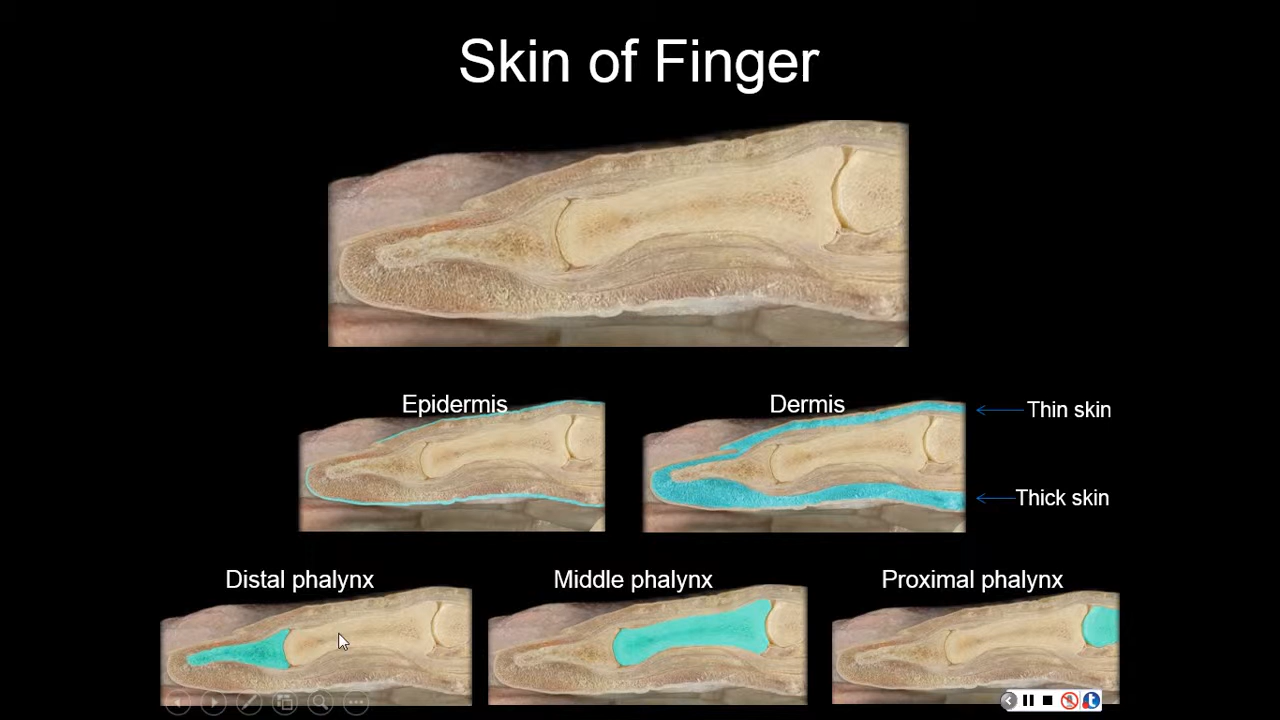 Skin of Finger
Epidermis
Dermis
Thin skin
Thick skin
Distal phalynx
Middle phalynx
Proximal phalynx